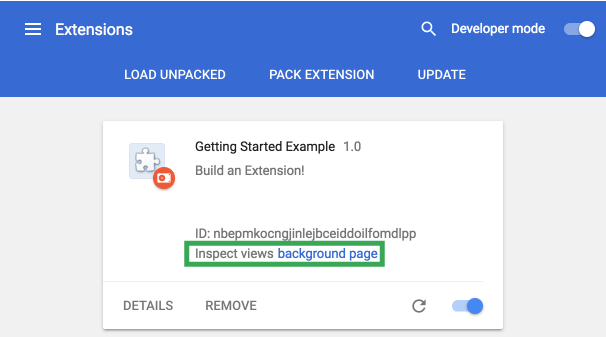 Extensions
Developer mode
LOAD UNPACKED PACK EXTENSION UPDATE
Getting Started Example 1.0
Build an Extension!
ID: nbepmkocngjinlejbceiddoilfomdlpp
Inspect views background page
DETAILS REMOVE